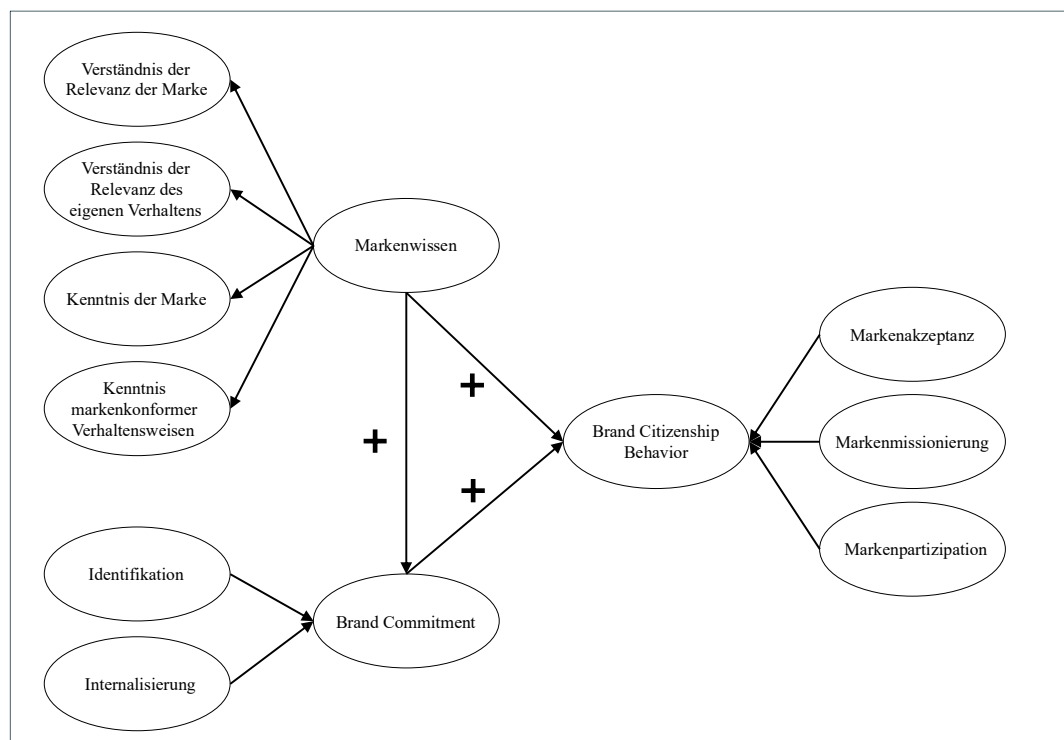 Verständnis der
Relevanz der Marke
Verständnis der
Relevanz des
eigenen Verhaltens
Kenntnis der Marke
Kenntnis
markenkonformer
Verhaltensweisen
Identifikation
Internalisierung
Markenwissen
+
+
+
Brand Commitment
Brand Citizenship
Behavior
Markenakzeptanz
Markenmissionierung
Markenpartizipation